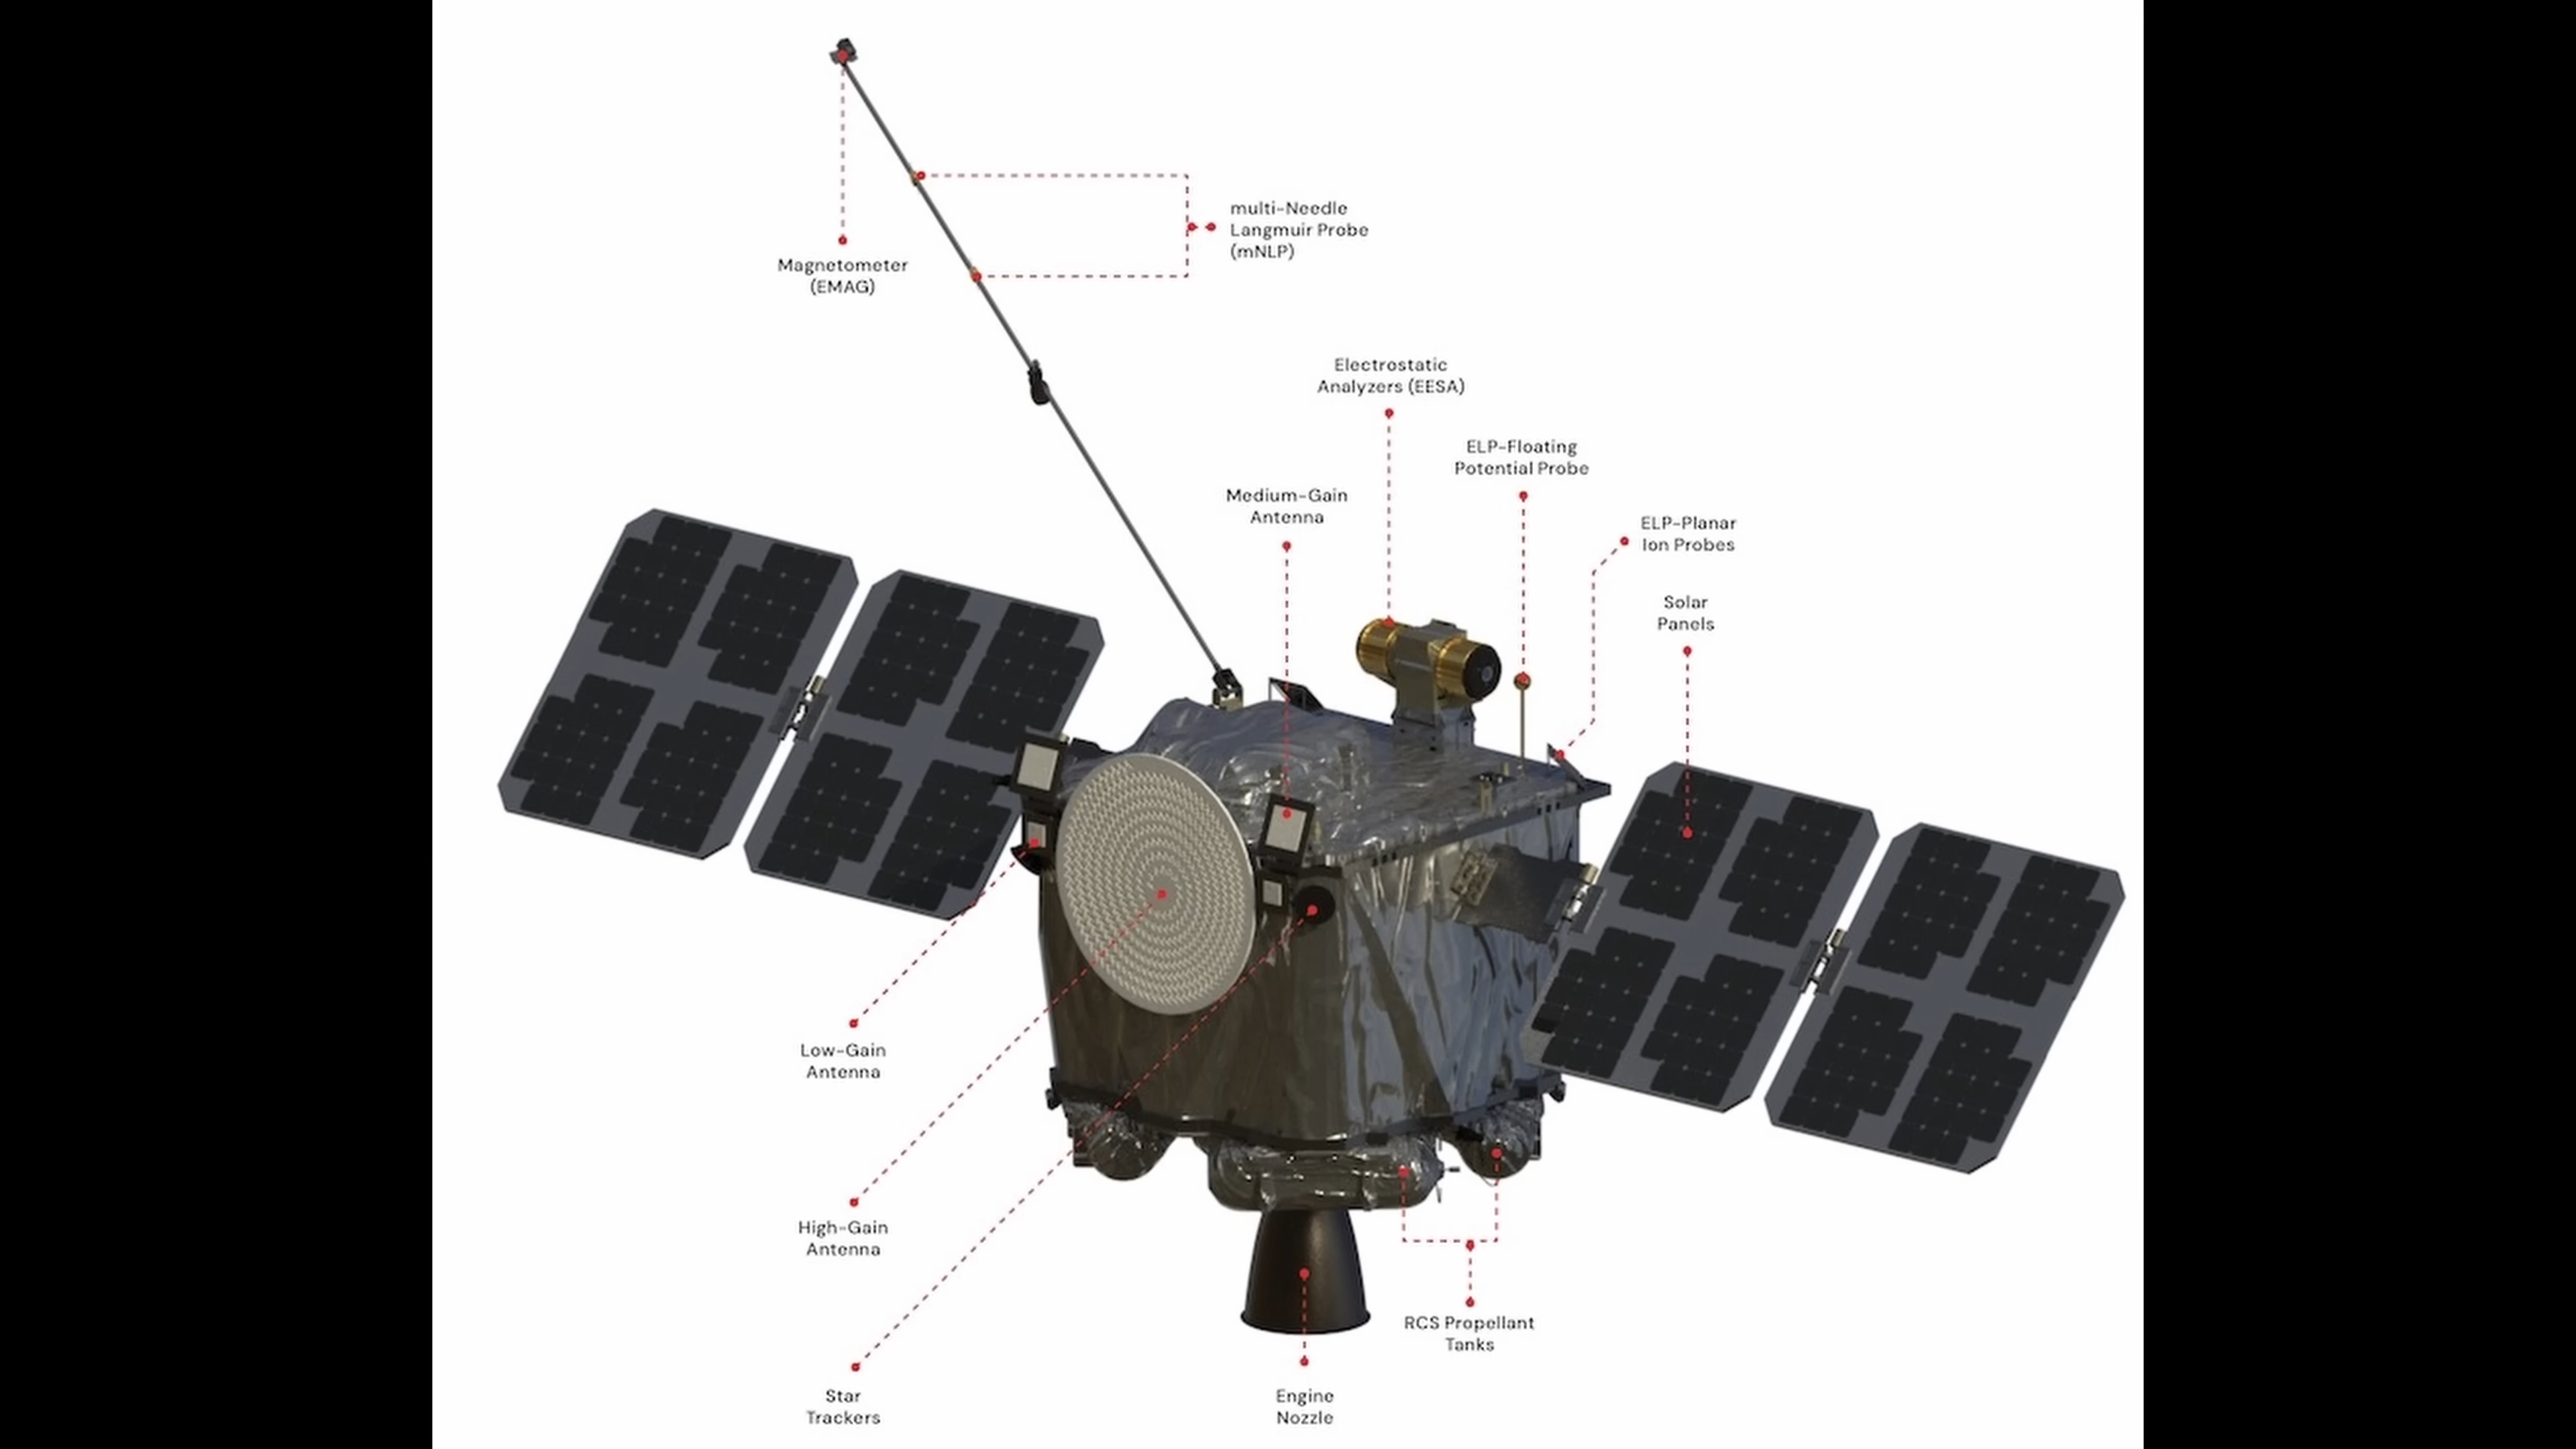 multi-Needle
Langmuir Probe
(mNLP)
Magnetometer
(EMAG)
Electrostatic
Analyzers (EESA)
ELP-Floating
Potential Probe
Medium-Gain
Antenna
ELP-Planar
Ion Probes
Solar
Panels
Low-Gain
Antenna
High-Gain
Antenna
RCS Propellant
Tanks
Star
Trackers
Engine
Nozzle